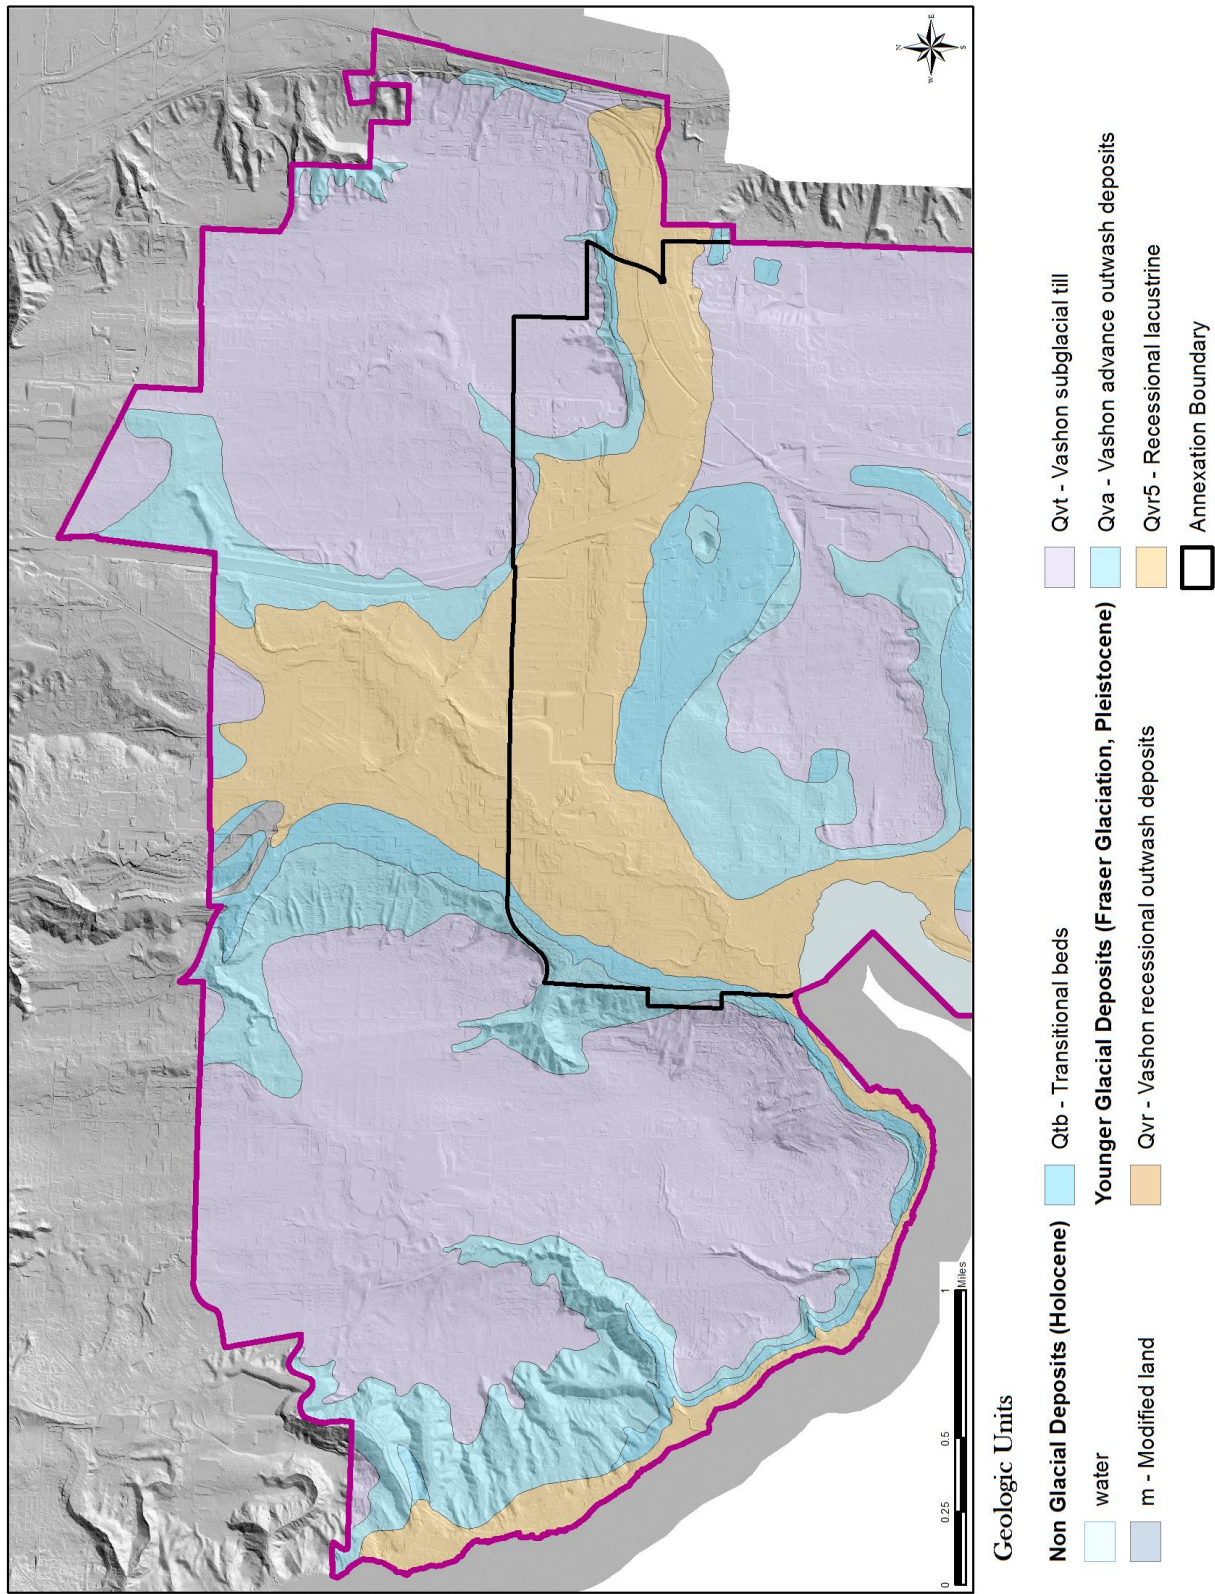 N
E
S
W
0
0.25
0.5
1
Miles
Geologic Units
Non Glacial Deposits (Holocene)
water
m - Modified land
Qtb - Transitional beds
Younger Glacial Deposits (Fraser Glaciation, Pleistocene)
Qvr - Vashon recessional outwash deposits
Qvt - Vashon subglacial till
Qva - Vashon advance outwash deposits
Qvr5 - Recessional lacustrine
Annexation Boundary